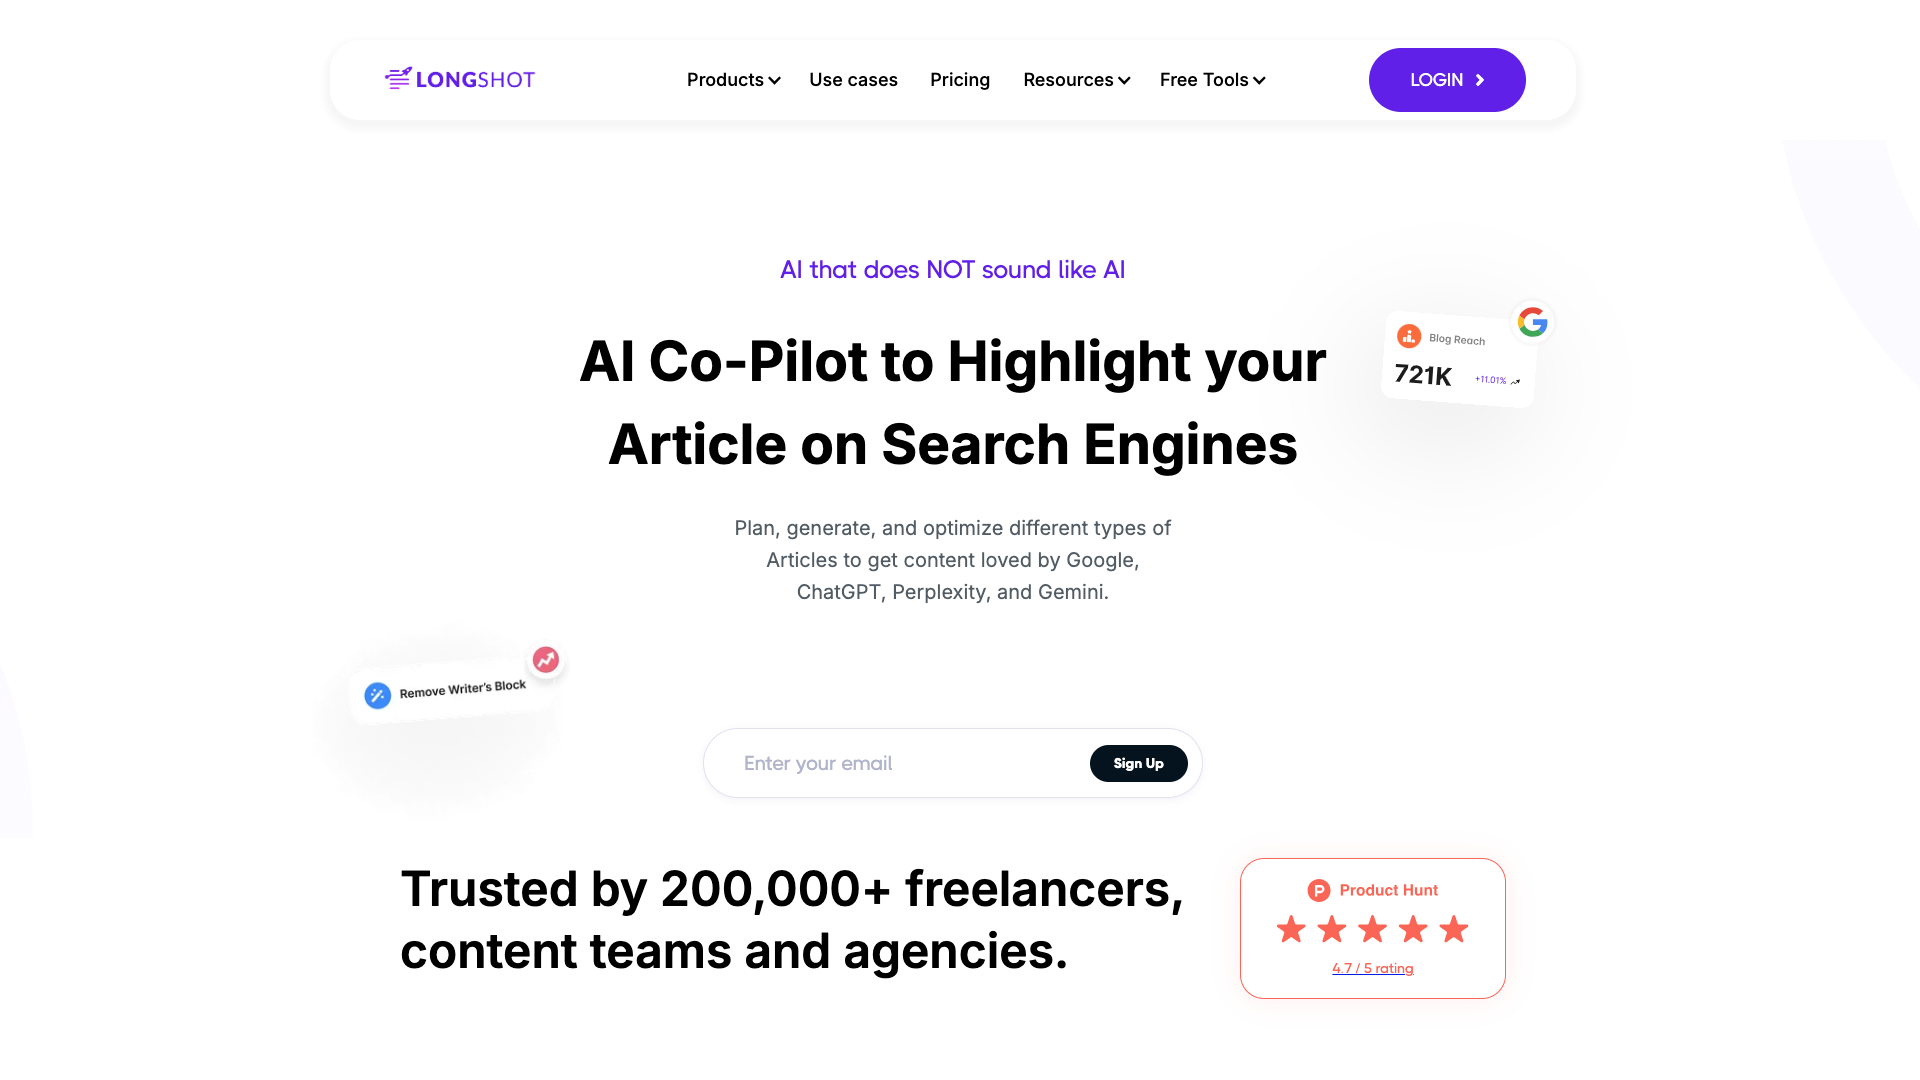 LONGSHOT
Products
Use cases
Pricing
Resources
Free Tools
LOGIN
AI that does NOT sound like AI
AI Co-Pilot to Highlight your
Article on Search Engines
Blog Reach
721K
+11.01%
Plan, generate, and optimize different types of
Articles to get content loved by Google,
ChatGPT, Perplexity, and Gemini.
Remove Writer's Block
Enter your email
Sign Up
Trusted by 200,000+ freelancers,
content teams and agencies.
Product Hunt
4.7 / 5 rating